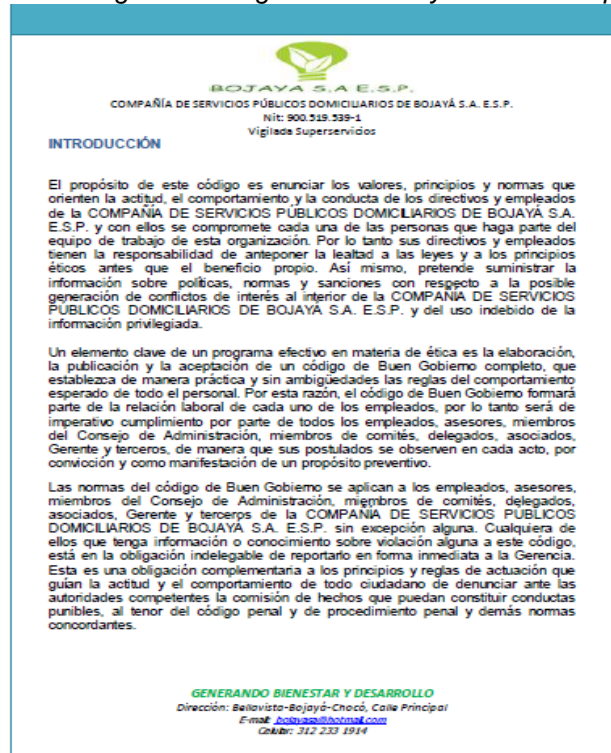 BOJAYA S.A E.S.P.
COMPAÑÍA DE SERVICIOS PÚBLICOS DOMICILIARIOS DE BOJAYÁ S.A. E.S.P.
Nit: 900.519.539-1
Vigilada Superservicios
INTRODUCCIÓN
El propósito de este código es enunciar los valores, principios y normas que
orienten la actitud, el comportamiento y la conducta de los directivos y empleados
de la COMPAÑÍA DE SERVICIOS PÚBLICOS DOMICILIARIOS DE BOJAYÁ S.A.
E.S.P. y con ellos se compromete cada una de las personas que haga parte del
equipo de trabajo de esta organización. Por lo tanto sus directivos y empleados
tienen la responsabilidad de anteponer la lealtad a las leyes y a los principios
éticos antes que el beneficio propio. Así mismo, pretende suministrar la
información sobre políticas, normas y sanciones con respecto a la posible
generación de conflictos de interés al interior de la COMPAÑÍA DE SERVICIOS
PÚBLICOS DOMICILIARIOS DE BOJAYÁ S.A. E.S.P. y del uso indebido de la
información privilegiada.
Un elemento clave de un programa efectivo en materia de ética es la elaboración,
la publicación y la aceptación de un código de Buen Gobierno completo, que
establezca de manera práctica y sin ambigüedades las reglas del comportamiento
esperado de todo el personal. Por esta razón, el código de Buen Gobierno formará
parte de la relación laboral de cada uno de los empleados, por lo tanto será de
imperativo cumplimiento por parte de todos los empleados, asesores, miembros
del Consejo de Administración, miembros de comités, delegados, asociados,
Gerente y terceros, de manera que sus postulados se observen en cada acto, por
convicción y como manifestación de un propósito preventivo.
Las normas del código de Buen Gobierno se aplican a los empleados, asesores,
miembros del Consejo de Administración, miembros de comités, delegados,
asociados, Gerente y terceros de la COMPAÑÍA DE SERVICIOS PÚBLICOS
DOMICILIARIOS DE BOJAYÁ S.A. E.S.P. sin excepción alguna. Cualquiera de
ellos que tenga información o conocimiento sobre violación alguna a este código,
está en la obligación indelegable de reportarlo en forma inmediata a la Gerencia.
Esta es una obligación complementaria a los principios y reglas de actuación que
guían la actitud y el comportamiento de todo ciudadano de denunciar ante las
autoridades competentes la comisión de hechos que puedan constituir conductas
punibles, al tenor del código penal y de procedimiento penal y demás normas
concordantes.
GENERANDO BIENESTAR Y DESARROLLO
Dirección: Bellavista-Bojayá-Chocó, Calle Principal
E-mail: bojayasa@hotmail.com
Celular: 312 233 1914